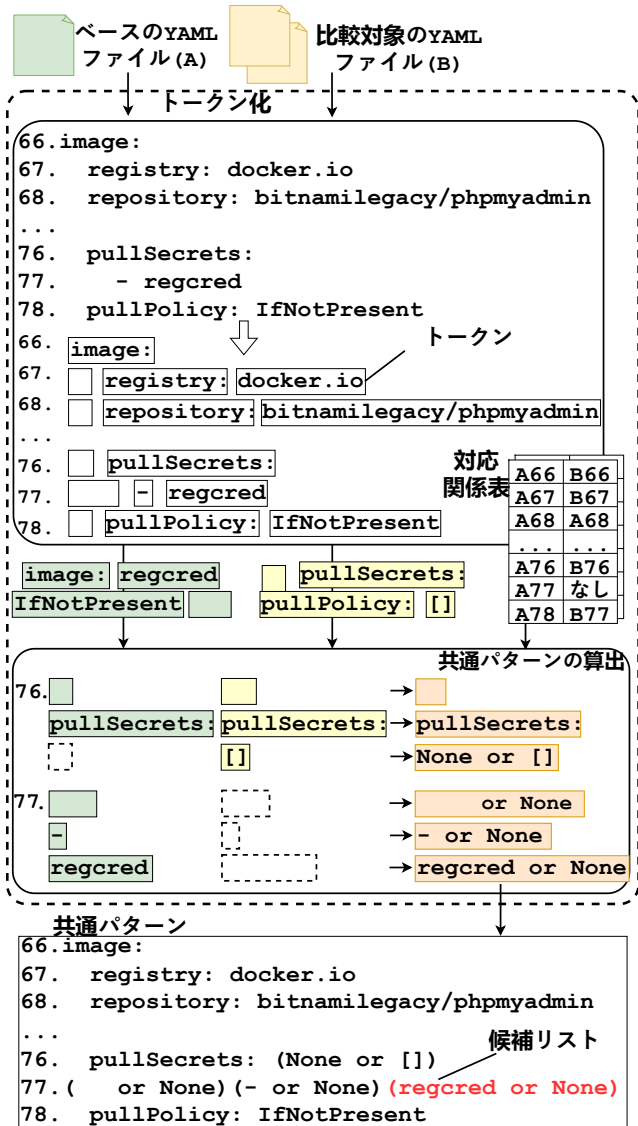 ベースのYAML
ファイル(A)
比較対象のYAML
ファイル(B)
トークン化
66.image:
67.  registry: docker.io
68.  repository: bitnamilegacy/phpmyadmin
...
76.  pullSecrets:
77.    - regcred
78.  pullPolicy: IfNotPresent
トークン
66. image:
67. registry: docker.io
68. repository: bitnamilegacy/phpmyadmin
...
76. pullSecrets:
77. - regcred
78. pullPolicy: IfNotPresent
対応
関係表
A66 B66
A67 B67
A68 A68
... ...
A76 B76
A77 なし
A78 B77
image: regcred
IfNotPresent
pullSecrets:
pullPolicy: []
共通パターンの算出
76.
pullSecrets: pullSecrets: pullSecrets:
[] None or []
77. or None
- - or None
regcred regcred or None
共通パターン
66.image:
67.  registry: docker.io
68.  repository: bitnamilegacy/phpmyadmin
...
候補リスト
76.  pullSecrets: (None or [])
77.(   or None)(- or None)(regcred or None)
78.  pullPolicy: IfNotPresent